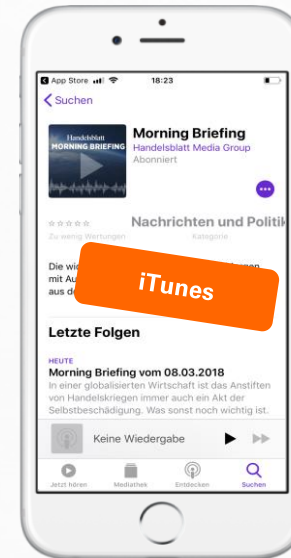 App Store 18:23
Suchen
Handelsblatt
MORNING BRIEFING
Morning Briefing
Handelsblatt Media Group
Abonniert
Nachrichten und Politik
Zu wenig Wertungen Kategorie
Die
mit
aus
iTunes
Letzte Folgen
HEUTE
Morning Briefing vom 08.03.2018
In einer globalisierten Wirtschaft ist das Anstiften
von Handelskriegen immer auch ein Akt der
Selbstbeschädigung. Was sonst noch wichtig ist.
Keine Wiedergabe
Jetzt hören Mediathek Entdecken Suchen